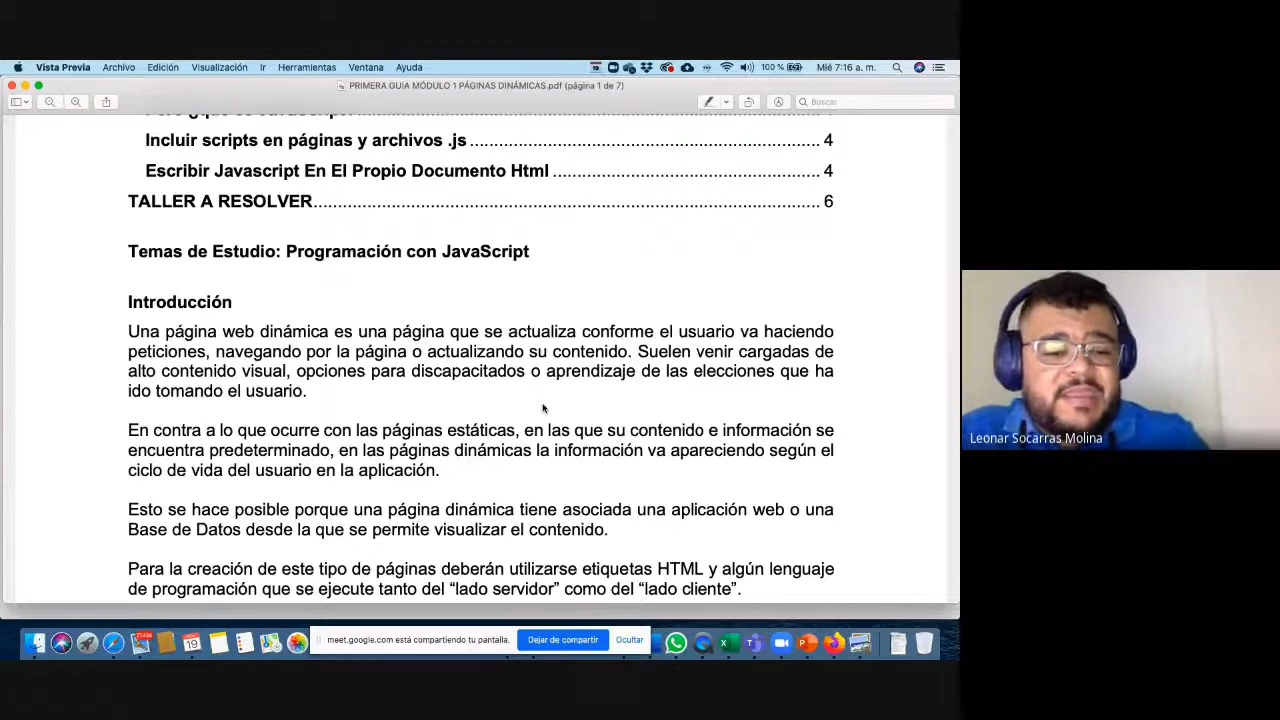 Vista Previa Archivo Edición Visualización Ir Herramientas Ventana Ayuda 100 % Mié 7:16 a. m.
PRIMERA GUIA MÓDULO 1 PÁGINAS DINÁMICAS.pdf (página 1 de 7)
Buscar
Incluir scripts en páginas y archivos .js 4
Escribir Javascript En El Propio Documento Html 4
TALLER A RESOLVER 6
Temas de Estudio: Programación con JavaScript
Introducción
Una página web dinámica es una página que se actualiza conforme el usuario va haciendo
peticiones, navegando por la página o actualizando su contenido. Suelen venir cargadas de
alto contenido visual, opciones para discapacitados o aprendizaje de las elecciones que ha
ido tomando el usuario.
En contra a lo que ocurre con las páginas estáticas, en las que su contenido e información se
encuentra predeterminado, en las páginas dinámicas la información va apareciendo según el
ciclo de vida del usuario en la aplicación.
Esto se hace posible porque una página dinámica tiene asociada una aplicación web o una
Base de Datos desde la que se permite visualizar el contenido.
Para la creación de este tipo de páginas deberán utilizarse etiquetas HTML y algún lenguaje
de programación que se ejecute tanto del “lado servidor” como del “lado cliente”.
Leonar Socarras Molina
meet.google.com está compartiendo tu pantalla. Dejar de compartir Ocultar
19